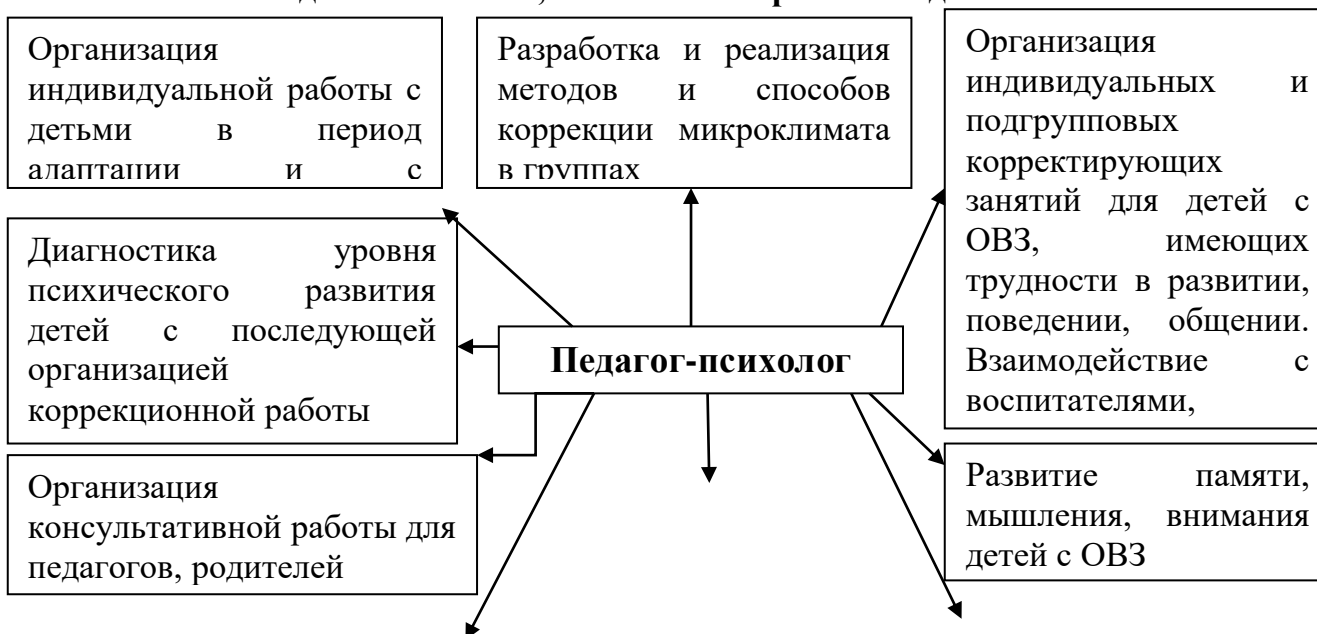 Организация
индивидуальной работы с
детьми в период
адаптации и с
Разработка и реализация
методов и способов
коррекции микроклимата
в группах
Организация
индивидуальных и
подгрупповых
корректирующих
занятий для детей с
ОВЗ, имеющих
трудности в развитии,
поведении, общении.
Взаимодействие с
воспитателями,
Диагностика уровня
психического развития
детей с последующей
организацией
коррекционной работы
Педагог-психолог
Организация
консультативной работы для
педагогов, родителей
Развитие памяти,
мышления, внимания
детей с ОВЗ